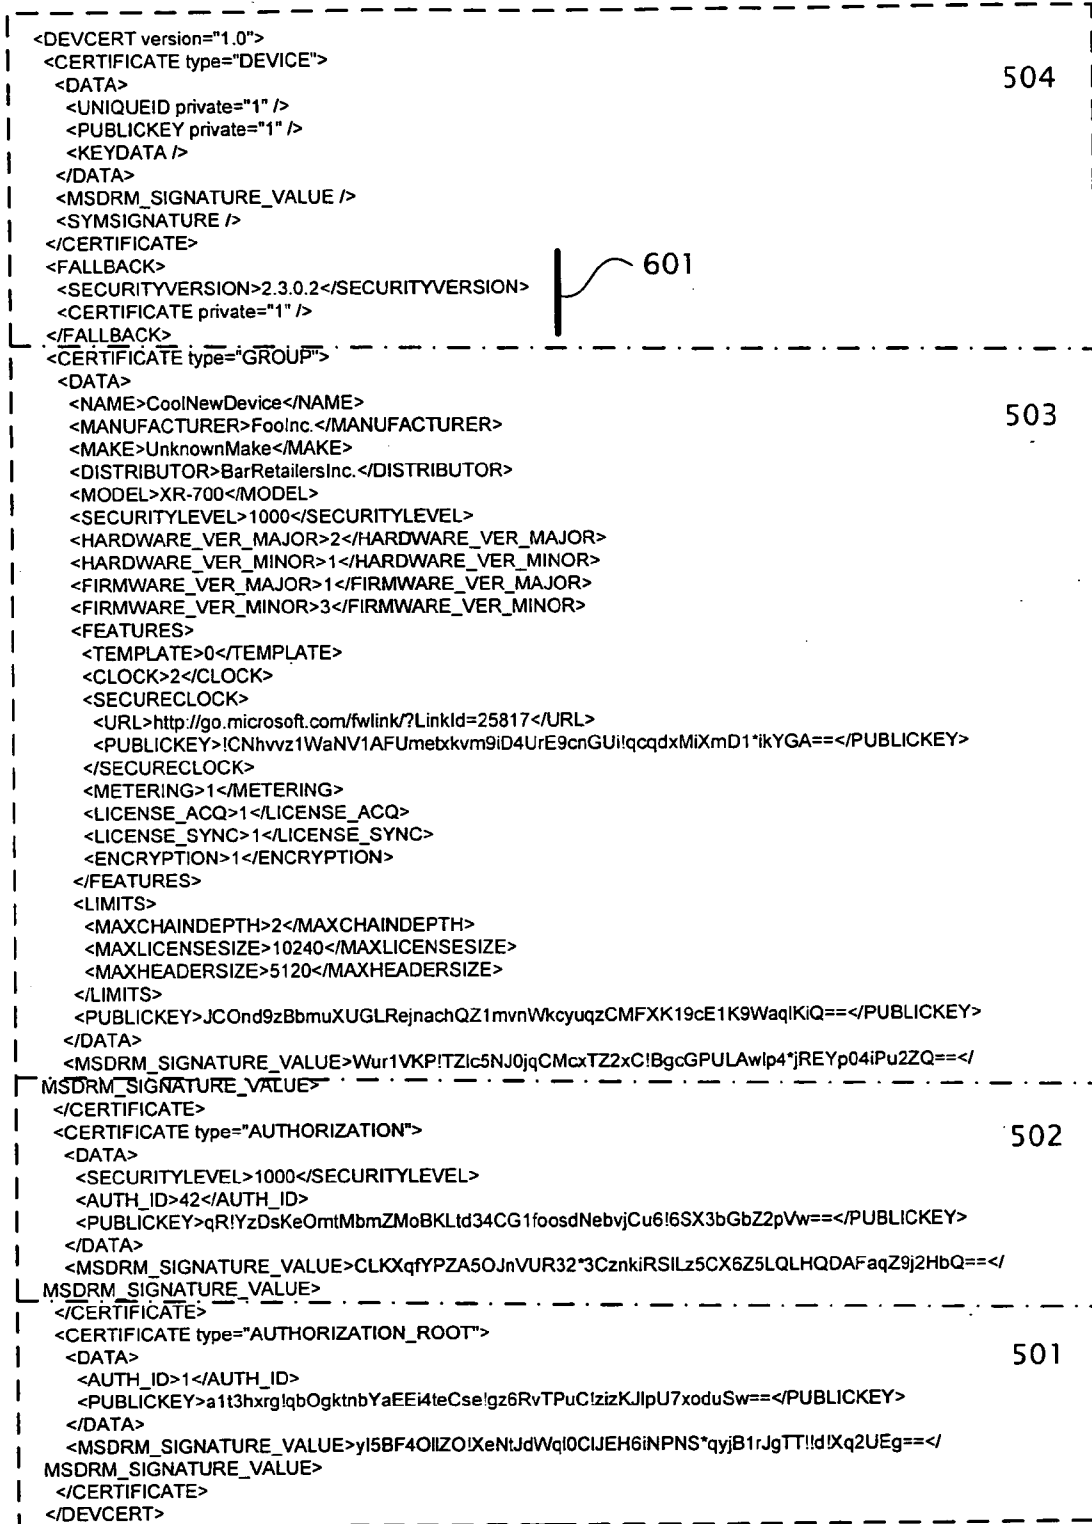 <DEVCERT version="1.0">
<CERTIFICATE type="DEVICE">
504
<DATA>
<UNIQUEID private="1" />
<PUBLICKEY private="1" />
<KEYDATA />
</DATA>
<MSDRM_SIGNATURE_VALUE />
<SYMSIGNATURE />
</CERTIFICATE>
<FALLBACK>
601
<SECURITYVERSION>2.3.0.2</SECURITYVERSION>
<CERTIFICATE private="1" />
</FALLBACK>
<CERTIFICATE type="GROUP">
<DATA>
<NAME>CoolNewDevice</NAME>
503
<MANUFACTURER>FooInc.</MANUFACTURER>
<MAKE>UnknownMake</MAKE>
<DISTRIBUTOR>BarRetailersInc.</DISTRIBUTOR>
<MODEL>XR-700</MODEL>
<SECURITYLEVEL>1000</SECURITYLEVEL>
<HARDWARE_VER_MAJOR>2</HARDWARE_VER_MAJOR>
<HARDWARE_VER_MINOR>1</HARDWARE_VER_MINOR>
<FIRMWARE_VER_MAJOR>1</FIRMWARE_VER_MAJOR>
<FIRMWARE_VER_MINOR>3</FIRMWARE_VER_MINOR>
<FEATURES>
<TEMPLATE>0</TEMPLATE>
<CLOCK>2</CLOCK>
<SECURECLOCK>
<URL>http://go.microsoft.com/fwlink/?LinkId=25817</URL>
<PUBLICKEY>!CNhvvz1WaNV1AFUmetxkvm9iD4UrE9cnGUi!qcqdxMiXmD1*ikYGA==</PUBLICKEY>
</SECURECLOCK>
<METERING>1</METERING>
<LICENSE_ACQ>1</LICENSE_ACQ>
<LICENSE_SYNC>1</LICENSE_SYNC>
<ENCRYPTION>1</ENCRYPTION>
</FEATURES>
<LIMITS>
<MAXCHAINDEPTH>2</MAXCHAINDEPTH>
<MAXLICENSESIZE>10240</MAXLICENSESIZE>
<MAXHEADERSIZE>5120</MAXHEADERSIZE>
</LIMITS>
<PUBLICKEY>JCOnd9zBbmuXUGLRejnachQZ1mvnWkcyuqzCMFXK19cE1K9WaqIKiQ==</PUBLICKEY>
</DATA>
<MSDRM_SIGNATURE_VALUE>Wur1VKP!TZIc5NJ0jqCMcxTZ2xC!BgcGPULAwIp4*jREYp04iPu2ZQ==</
MSDRM_SIGNATURE_VALUE>
</CERTIFICATE>
<CERTIFICATE type="AUTHORIZATION">
502
<DATA>
<SECURITYLEVEL>1000</SECURITYLEVEL>
<AUTH_ID>42</AUTH_ID>
<PUBLICKEY>qR!YzDsKeOmtMbmZMoBKLtd34CG1foosdNebvjCu6!6SX3bGbZ2pVw==</PUBLICKEY>
</DATA>
<MSDRM_SIGNATURE_VALUE>CLKXqfYPZA5OJnVUR32*3CznkiRSILz5CX6Z5LQLHQDAFaqZ9j2HbQ==</
MSDRM_SIGNATURE_VALUE>
</CERTIFICATE>
<CERTIFICATE type="AUTHORIZATION_ROOT">
501
<DATA>
<AUTH_ID>1</AUTH_ID>
<PUBLICKEY>a1t3hxrg!qbOgktnbYaEEi4teCse!gz6RvTPuC!zizKJlpU7xoduSw==</PUBLICKEY>
</DATA>
<MSDRM_SIGNATURE_VALUE>yI5BF4OIlZO!XeNtJdWqI0CIJEH6iNPNS*qyjB1rJgTT!!d!Xq2UEg==</
MSDRM_SIGNATURE_VALUE>
</CERTIFICATE>
</DEVCERT>